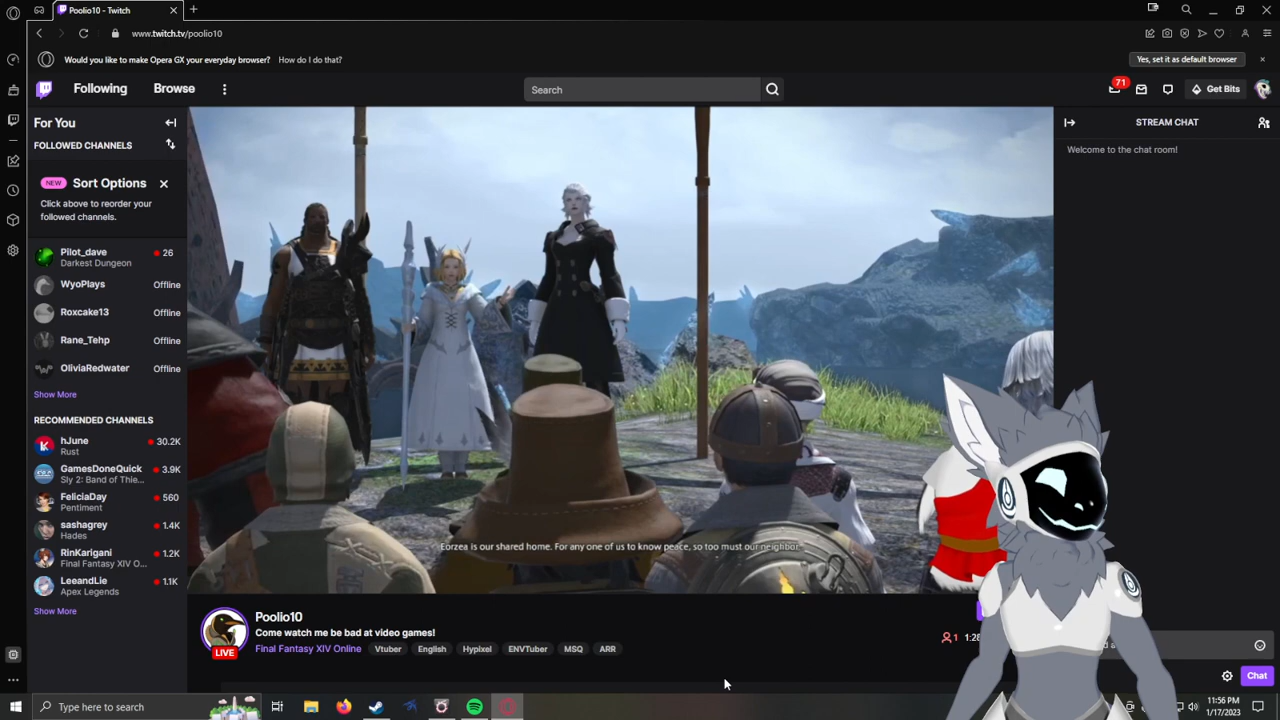 Poolio10 - Twitch
www.twitch.tv/poolio10
Would you like to make Opera GX your everyday browser? How do I do that?
Yes, set it as default browser
Following
Browse
Search
71
Get Bits
For You
FOLLOWED CHANNELS
NEW Sort Options
Click above to reorder your
followed channels.
Pilot_dave 26
Darkest Dungeon
WyoPlays Offline
Roxcake13 Offline
Rane_Tehp Offline
OliviaRedwater Offline
Show More
RECOMMENDED CHANNELS
hJune 30.2K
Rust
GamesDoneQuick 3.9K
Sly 2: Band of Thie...
FeliciaDay 560
Pentiment
sashagrey 1.4K
Hades
RinKarigani 1.2K
Final Fantasy XIV O...
LeeandLie 1.1K
Apex Legends
Show More
Eorzea is our shared home. For any one of us to know peace, so too must our neighbor.
Poolio10
Come watch me be bad at video games!
Final Fantasy XIV Online Vtuber English Hypixel ENVTuber MSQ ARR
LIVE
1
STREAM CHAT
Welcome to the chat room!
Chat
Type here to search
11:56 PM
1/17/2023